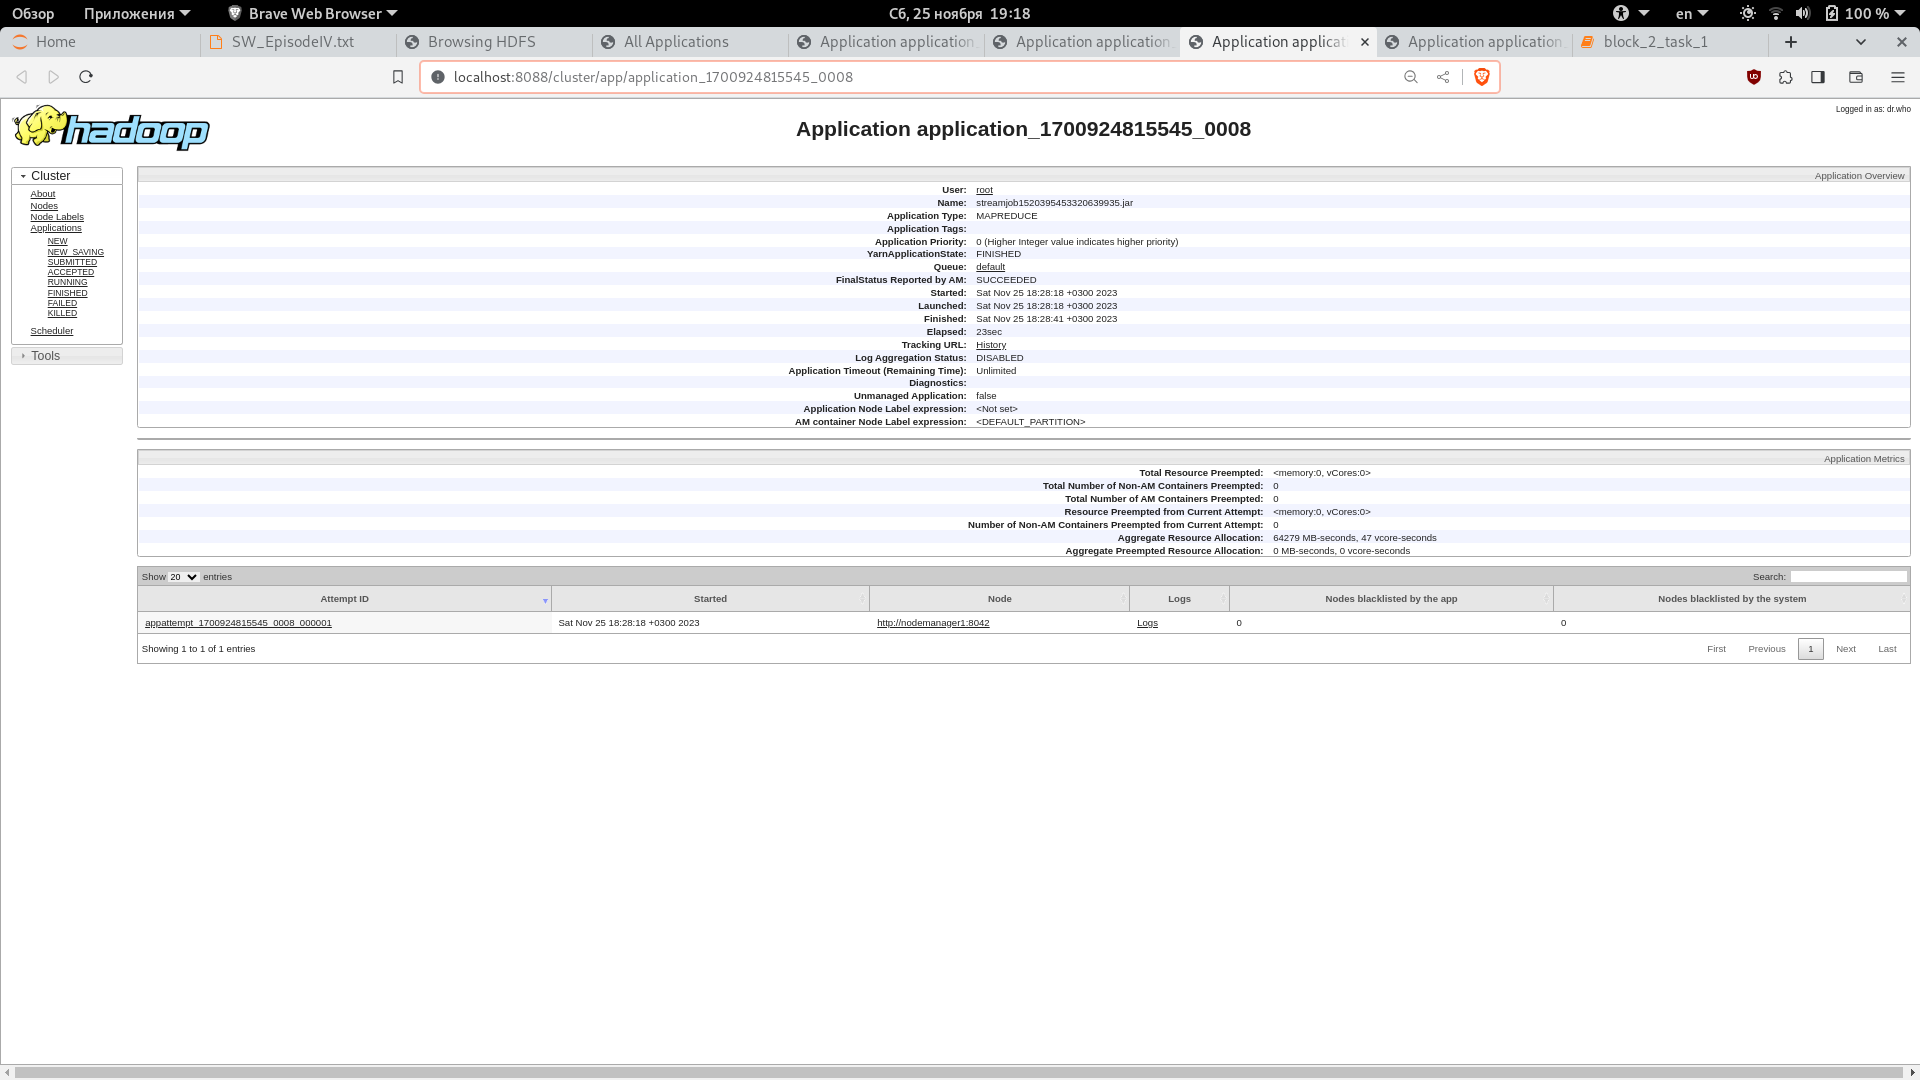 Обзор Приложения Brave Web Browser Сб, 25 ноября 19:18 en 100 %
Home SW_EpisodeIV.txt Browsing HDFS All Applications Application application Application application Application applicat Application application block_2_task_1
localhost:8088/cluster/app/application_1700924815545_0008
Logged in as: dr.who
hadoop
Application application_1700924815545_0008
Cluster
About
Nodes
Node Labels
Applications
NEW
NEW_SAVING
SUBMITTED
ACCEPTED
RUNNING
FINISHED
FAILED
KILLED
Scheduler
Tools
Application Overview
User: root
Name: streamjob1520395453320639935.jar
Application Type: MAPREDUCE
Application Tags:
Application Priority: 0 (Higher Integer value indicates higher priority)
YarnApplicationState: FINISHED
Queue: default
FinalStatus Reported by AM: SUCCEEDED
Started: Sat Nov 25 18:28:18 +0300 2023
Launched: Sat Nov 25 18:28:18 +0300 2023
Finished: Sat Nov 25 18:28:41 +0300 2023
Elapsed: 23sec
Tracking URL: History
Log Aggregation Status: DISABLED
Application Timeout (Remaining Time): Unlimited
Diagnostics:
Unmanaged Application: false
Application Node Label expression: <Not set>
AM container Node Label expression: <DEFAULT_PARTITION>
Application Metrics
Total Resource Preempted: <memory:0, vCores:0>
Total Number of Non-AM Containers Preempted: 0
Total Number of AM Containers Preempted: 0
Resource Preempted from Current Attempt: <memory:0, vCores:0>
Number of Non-AM Containers Preempted from Current Attempt: 0
Aggregate Resource Allocation: 64279 MB-seconds, 47 vcore-seconds
Aggregate Preempted Resource Allocation: 0 MB-seconds, 0 vcore-seconds
Show 20 entries Search:
Attempt ID Started Node Logs Nodes blacklisted by the app Nodes blacklisted by the system
appattempt_1700924815545_0008_000001 Sat Nov 25 18:28:18 +0300 2023 http://nodemanager1:8042 Logs 0 0
Showing 1 to 1 of 1 entries First Previous 1 Next Last